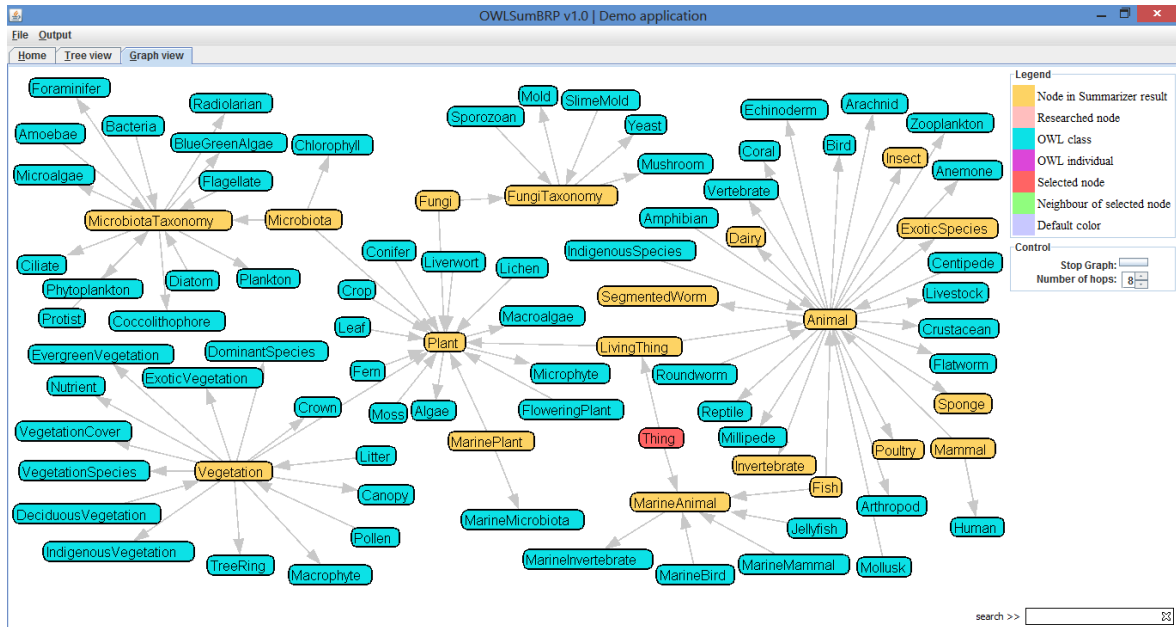 OWLSumBRP v1.0 | Demo application
File Output
Home Tree view Graph view
Foraminifer
Radiolarian
Amoebae
Bacteria
BlueGreenAlgae
Chlorophyll
Microalgae
Flagellate
MicrobiotaTaxonomy
Microbiota
Ciliate
Phytoplankton
Diatom
Plankton
Protist
Coccolithophore
Mold
SlimeMold
Sporozoan
Yeast
Mushroom
Fungi
FungiTaxonomy
Conifer
Liverwort
Lichen
Crop
Macroalgae
Leaf
Plant
Fern
Microphyte
Moss
Algae
FloweringPlant
MarinePlant
MarineMicrobiota
EvergreenVegetation
DominantSpecies
Nutrient
ExoticVegetation
Crown
VegetationCover
Litter
VegetationSpecies
Vegetation
Canopy
DeciduousVegetation
Pollen
IndigenousVegetation
TreeRing
Macrophyte
Echinoderm
Arachnid
Zooplankton
Coral
Bird
Insect
Vertebrate
Anemone
Amphibian
Dairy
ExoticSpecies
IndigenousSpecies
Centipede
SegmentedWorm
Livestock
Animal
Crustacean
LivingThing
Roundworm
Flatworm
Reptile
Sponge
Thing
Millipede
Invertebrate
Poultry
Mammal
Fish
MarineAnimal
Arthropod
Jellyfish
Human
MarineInvertebrate
MarineBird
MarineMammal
Mollusk
Legend
Node in Summarizer result
Researched node
OWL class
OWL individual
Selected node
Neighbour of selected node
Default color
Control
Stop Graph:
Number of hops: 8
search >>